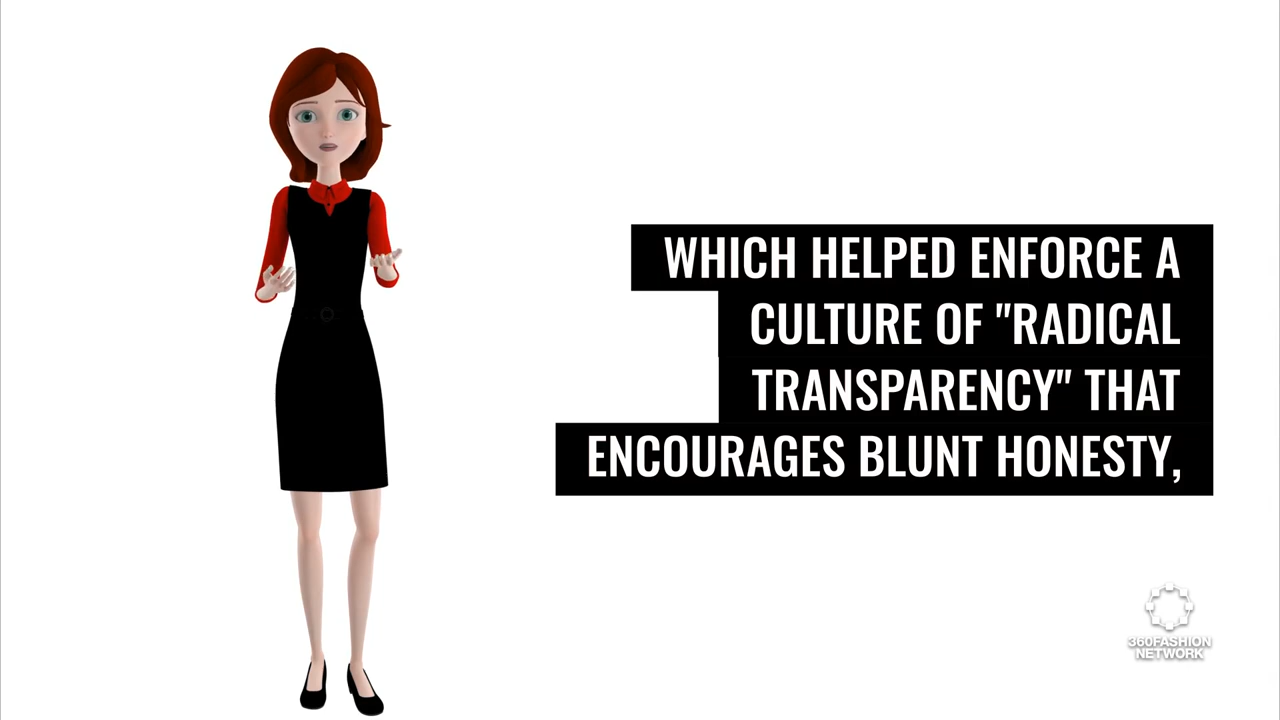 WHICH HELPED ENFORCE A
CULTURE OF "RADICAL
TRANSPARENCY" THAT
ENCOURAGES BLUNT HONESTY,
360FASHION
NETWORK